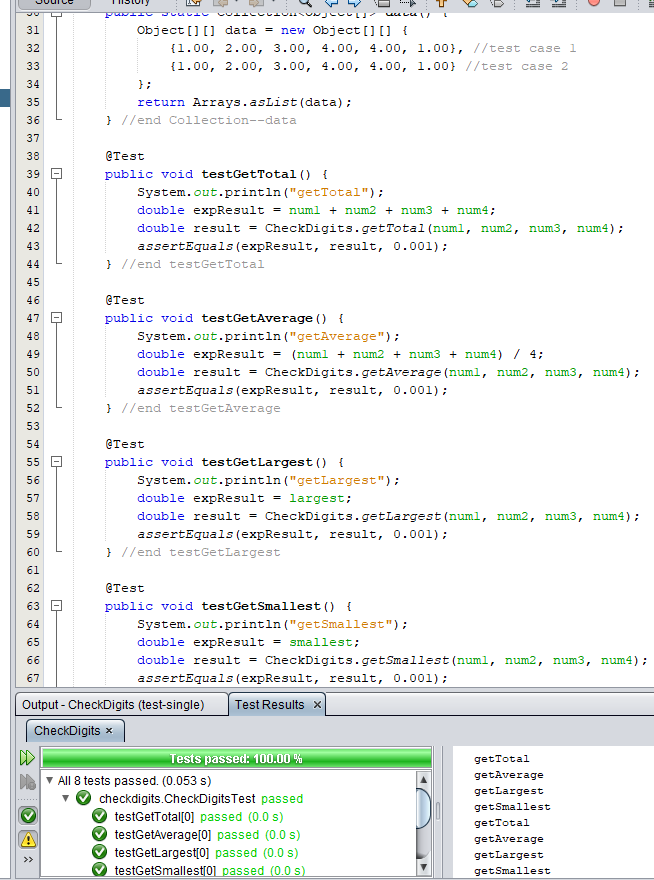 Source History
30 public static Collection<Object[]> data() {
31 Object[][] data = new Object[][] {
32 {1.00, 2.00, 3.00, 4.00, 4.00, 1.00}, //test case 1
33 {1.00, 2.00, 3.00, 4.00, 4.00, 1.00} //test case 2
34 };
35 return Arrays.asList(data);
36 } //end Collection--data
37
38 @Test
39 public void testGetTotal() {
40 System.out.println("getTotal");
41 double expResult = num1 + num2 + num3 + num4;
42 double result = CheckDigits.getTotal(num1, num2, num3, num4);
43 assertEquals(expResult, result, 0.001);
44 } //end testGetTotal
45
46 @Test
47 public void testGetAverage() {
48 System.out.println("getAverage");
49 double expResult = (num1 + num2 + num3 + num4) / 4;
50 double result = CheckDigits.getAverage(num1, num2, num3, num4);
51 assertEquals(expResult, result, 0.001);
52 } //end testGetAverage
53
54 @Test
55 public void testGetLargest() {
56 System.out.println("getLargest");
57 double expResult = largest;
58 double result = CheckDigits.getLargest(num1, num2, num3, num4);
59 assertEquals(expResult, result, 0.001);
60 } //end testGetLargest
61
62 @Test
63 public void testGetSmallest() {
64 System.out.println("getSmallest");
65 double expResult = smallest;
66 double result = CheckDigits.getSmallest(num1, num2, num3, num4);
67 assertEquals(expResult, result, 0.001);
Output - CheckDigits (test-single) Test Results ×
CheckDigits ×
Tests passed: 100.00 %
All 8 tests passed. (0.053 s)
checkdigits.CheckDigitsTest passed
testGetTotal[0] passed (0.0 s)
testGetAverage[0] passed (0.0 s)
testGetLargest[0] passed (0.0 s)
testGetSmallest[0] passed (0.0 s)
getTotal
getAverage
getLargest
getSmallest
getTotal
getAverage
getLargest
getSmallest